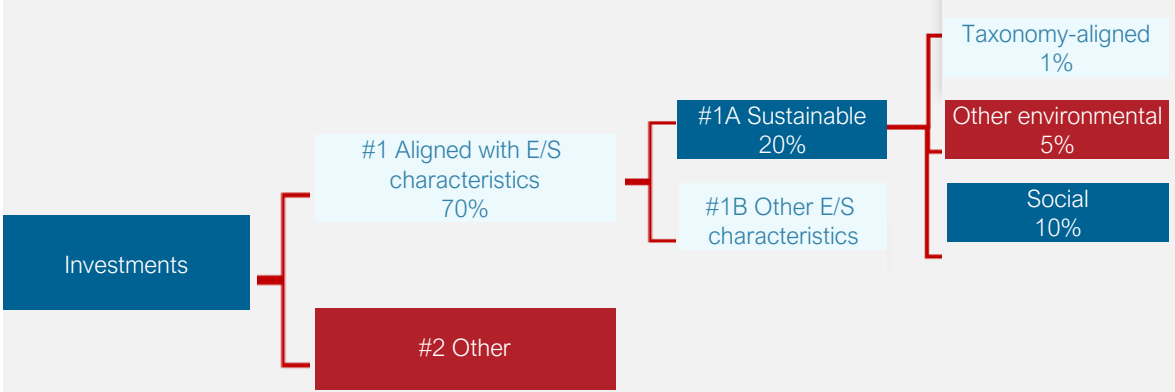 Investments
#1 Aligned with E/S
characteristics
70%
#2 Other
#1A Sustainable
20%
#1B Other E/S
characteristics
Taxonomy-aligned
1%
Other environmental
5%
Social
10%